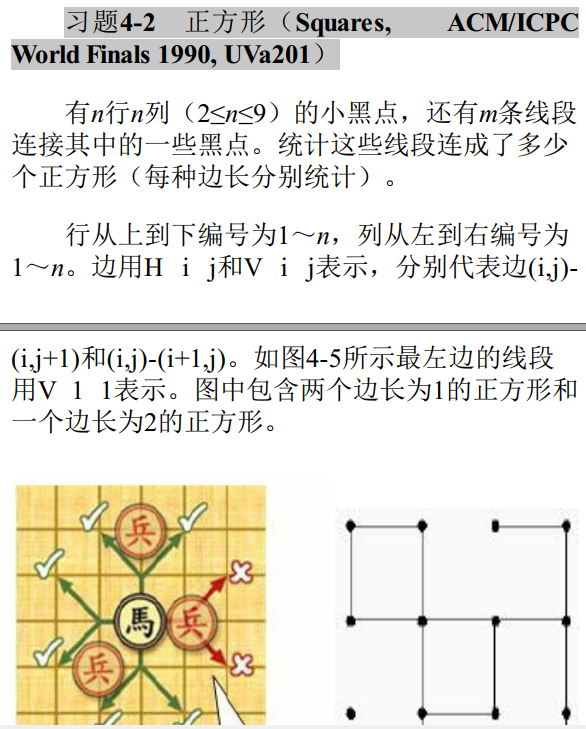 习题4-2 正方形（Squares, ACM/ICPC
World Finals 1990, UVa201）
有n行n列（2≤n≤9）的小黑点，还有m条线段
连接其中的一些黑点。统计这些线段连成了多少
个正方形（每种边长分别统计）。
行从上到下编号为1～n，列从左到右编号为
1～n。边用H i j和V i j表示，分别代表边(i,j)-
(i,j+1)和(i,j)-(i+1,j)。如图4-5所示最左边的线段
用V 1 1表示。图中包含两个边长为1的正方形和
一个边长为2的正方形。
兵
馬
兵
兵